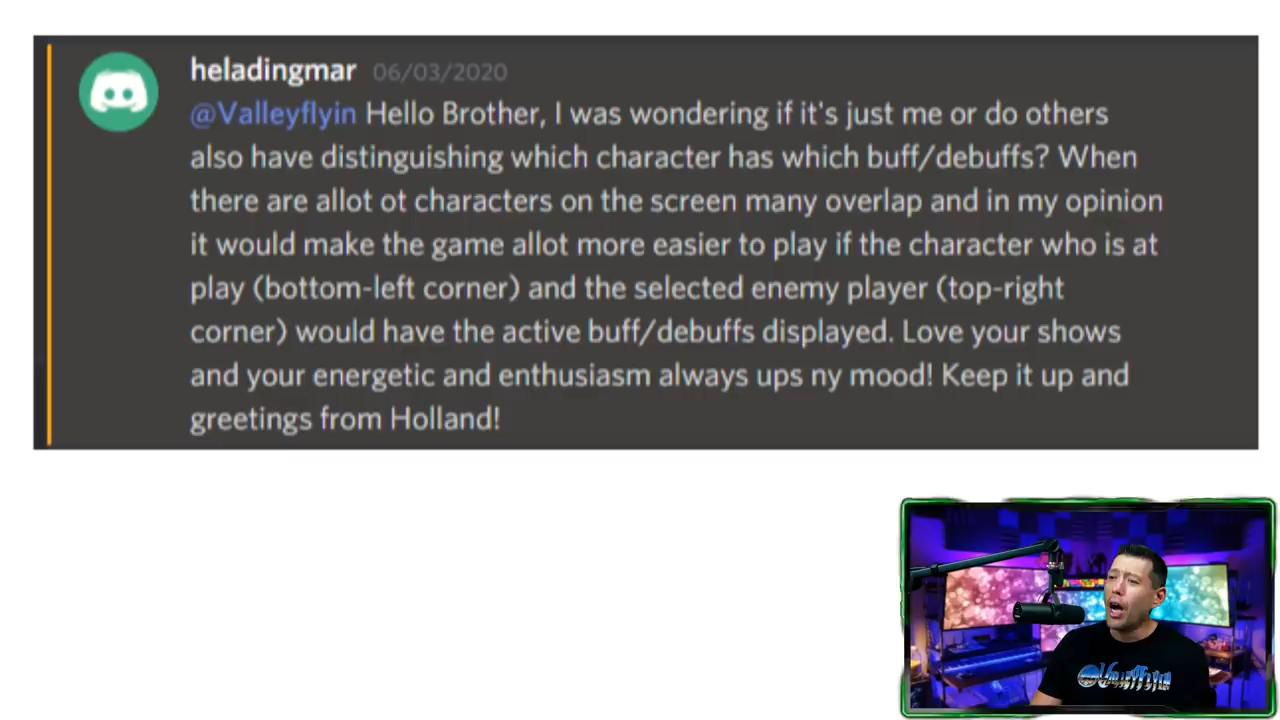 heladingmar 06/03/2020
@Valleyflyin Hello Brother, I was wondering if it's just me or do others
also have distinguishing which character has which buff/debuffs? When
there are allot ot characters on the screen many overlap and in my opinion
it would make the game allot more easier to play if the character who is at
play (bottom-left corner) and the selected enemy player (top-right
corner) would have the active buff/debuffs displayed. Love your shows
and your energetic and enthusiasm always ups ny mood! Keep it up and
greetings from Holland!
VALLEYFLYIN